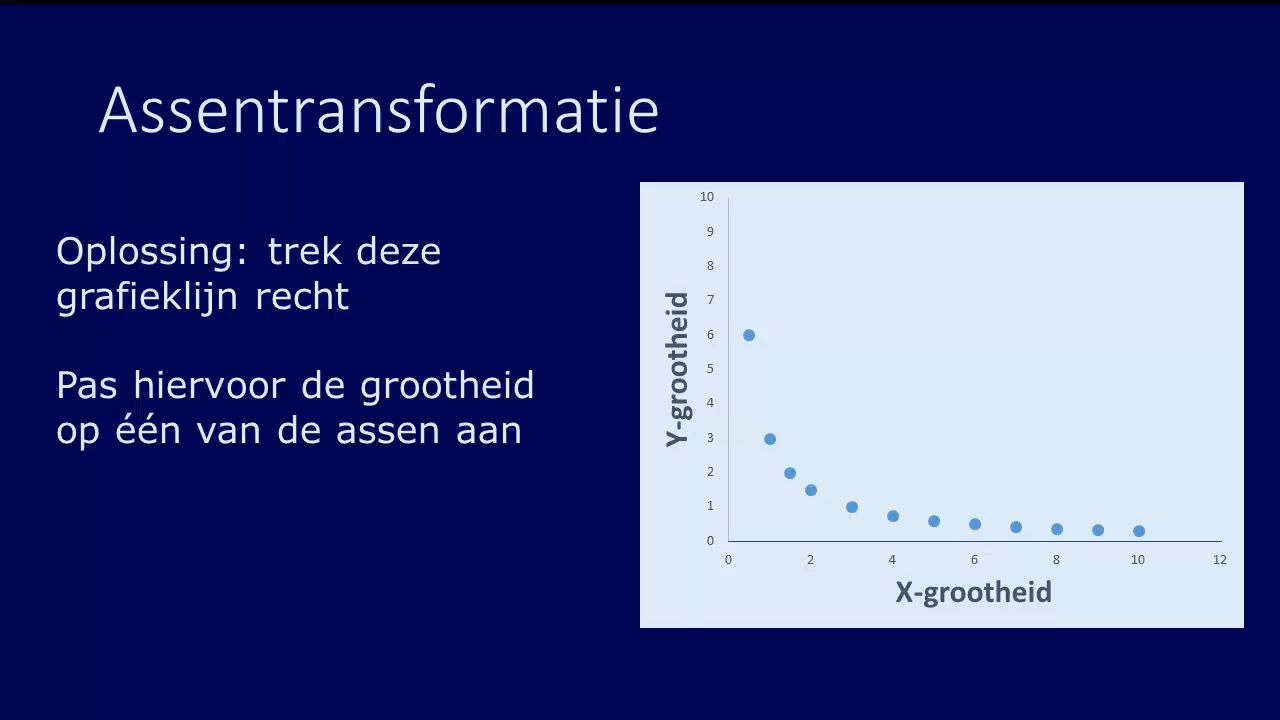 Assentransformatie
Oplossing: trek deze
grafieklijn recht
Pas hiervoor de grootheid
op één van de assen aan
Y-grootheid
10
9
8
7
6
5
4
3
2
1
0
0 2 4 6 8 10 12
X-grootheid